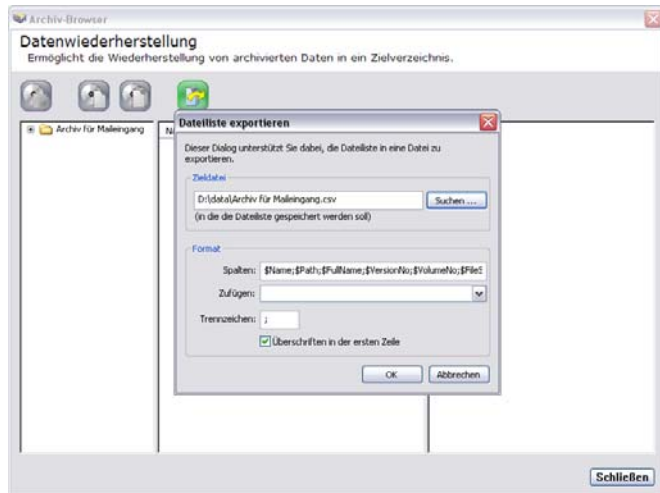 Archiv-Browser
Datenwiederherstellung
Ermöglicht die Wiederherstellung von archivierten Daten in ein Zielverzeichnis.
Archiv für Maileingang
Dateiliste exportieren
Dieser Dialog unterstützt Sie dabei, die Dateiliste in eine Datei zu
exportieren.
Zieldatei
D:\data\Archiv für Maileingang.csv
Suchen ...
(in die die Dateiliste gespeichert werden soll)
Format
Spalten: $Name;$Path;$FullName;$VersionNo;$VolumeNo;$FileS
Zufügen:
Trennzeichen: ;
Überschriften in der ersten Zeile
OK
Abbrechen
Schließen